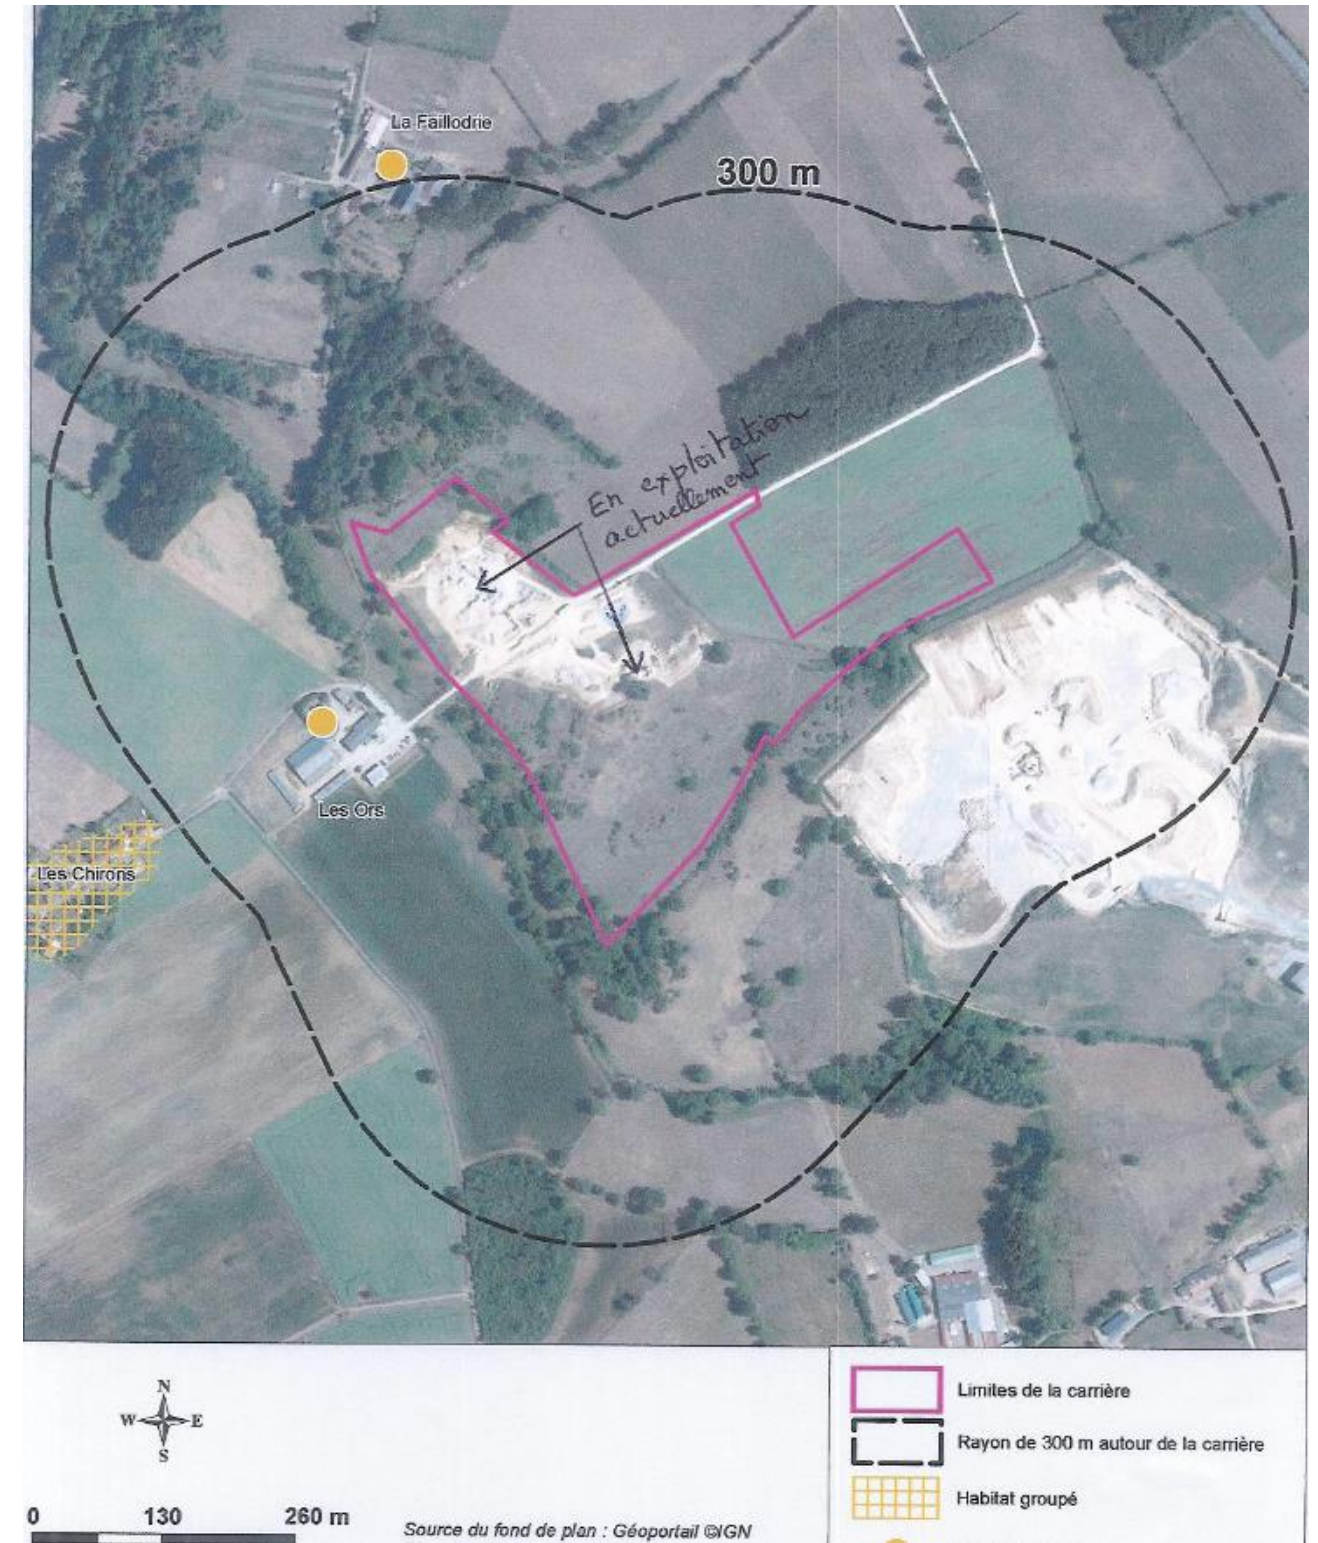 La Faillodrie
300 m
En exploitation
actuellement
Les Ors
Les Chirons
N
W E
S
0 130 260 m
Source du fond de plan : Géoportail ©IGN
Limites de la carrière
Rayon de 300 m autour de la carrière
Habitat groupé